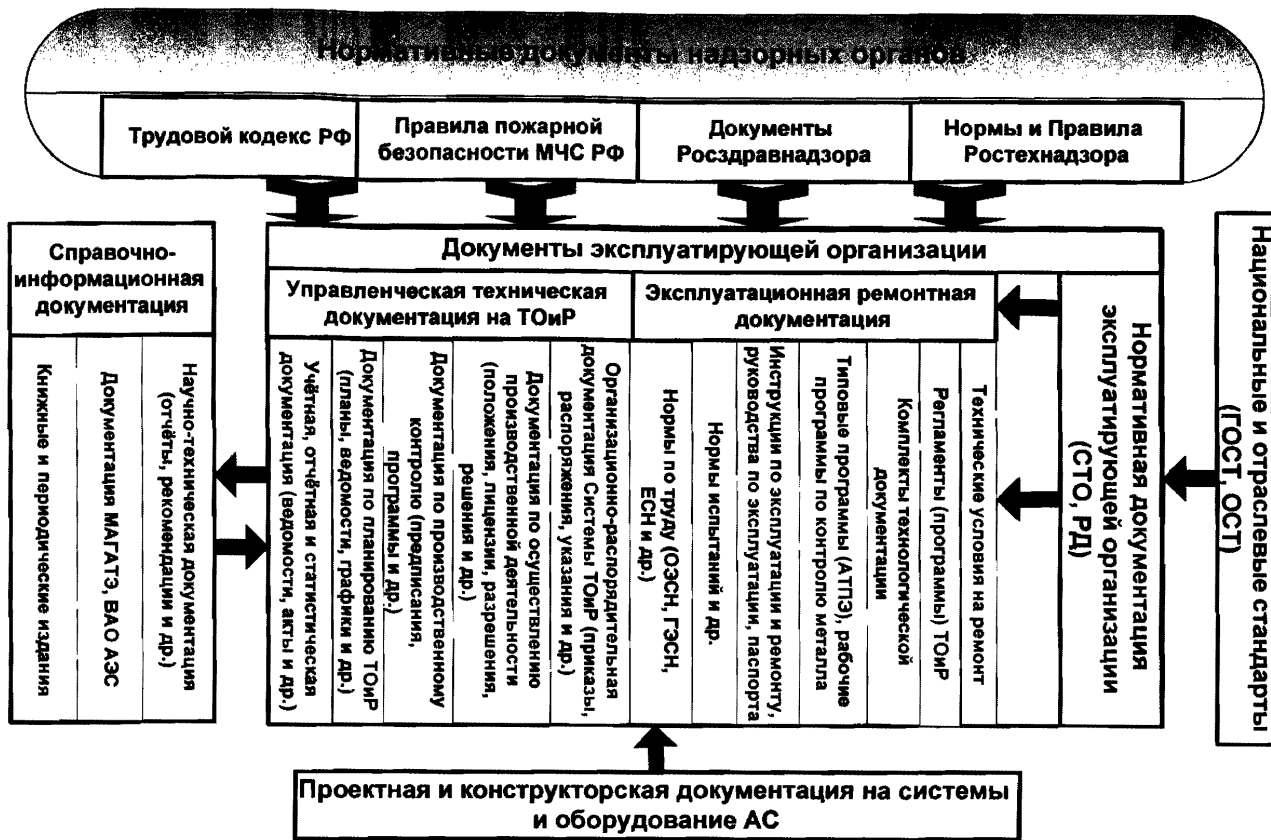 Нормативные документы надзорных органов
Трудовой кодекс РФ
Правила пожарной
безопасности МЧС РФ
Документы
Росздравнадзора
Нормы и Правила
Ростехнадзора
Справочно-
информационная
документация
Книжные и периодические издания
Документация МАГАТЭ, ВАО АЭС
Научно-техническая документация
(отчёты, рекомендации и др.)
Документы эксплуатирующей организации
Управленческая техническая
документация на ТОиР
Учётная, отчётная и статистическая
документация (ведомости, акты и др.)
Документация по планированию ТОиР
(планы, ведомости, графики и др.)
Документация по производственному
контролю (предписания,
программы и др.)
Документация по осуществлению
производственной деятельности
(положения, лицензии, разрешения,
решения и др.)
Организационно-распорядительная
документация Системы ТОиР (приказы,
распоряжения, указания и др.)
Эксплуатационная ремонтная
документация
Нормы по труду (ОЭСН, ГЭСН,
ЕСН и др.)
Нормы испытаний и др.
Инструкции по эксплуатации и ремонту,
руководства по эксплуатации, паспорта
Типовые программы (АТПЭ), рабочие
программы по контролю металла
Комплекты технологической
документации
Регламенты (программы) ТОиР
Технические условия на ремонт
Нормативная документация
эксплуатирующей организации
(СТО, РД)
Национальные и отраслевые стандарты
(ГОСТ, ОСТ)
Проектная и конструкторская документация на системы
и оборудование АС